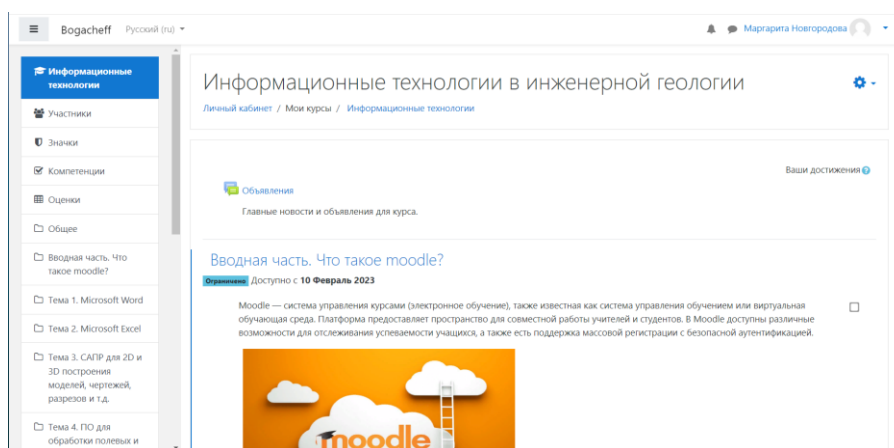 Bogacheff Русский (ru)
Маргарита Новгородова
Информационные
технологии
Участники
Значки
Компетенции
Оценки
Общее
Вводная часть. Что
такое moodle?
Тема 1. Microsoft Word
Тема 2. Microsoft Excel
Тема 3. САПР для 2D и
3D построения
моделей, чертежей,
разрезов и т.д.
Тема 4. ПО для
обработки полевых и
Информационные технологии в инженерной геологии
Личный кабинет / Мои курсы / Информационные технологии
Ваши достижения
Объявления
Главные новости и объявления для курса.
Вводная часть. Что такое moodle?
Ограничено Доступно с 10 Февраль 2023
Moodle — система управления курсами (электронное обучение), также известная как система управления обучением или виртуальная
обучающая среда. Платформа предоставляет пространство для совместной работы учителей и студентов. В Moodle доступны различные
возможности для отслеживания успеваемости учащихся, а также есть поддержка массовой регистрации с безопасной аутентификацией.
moodle